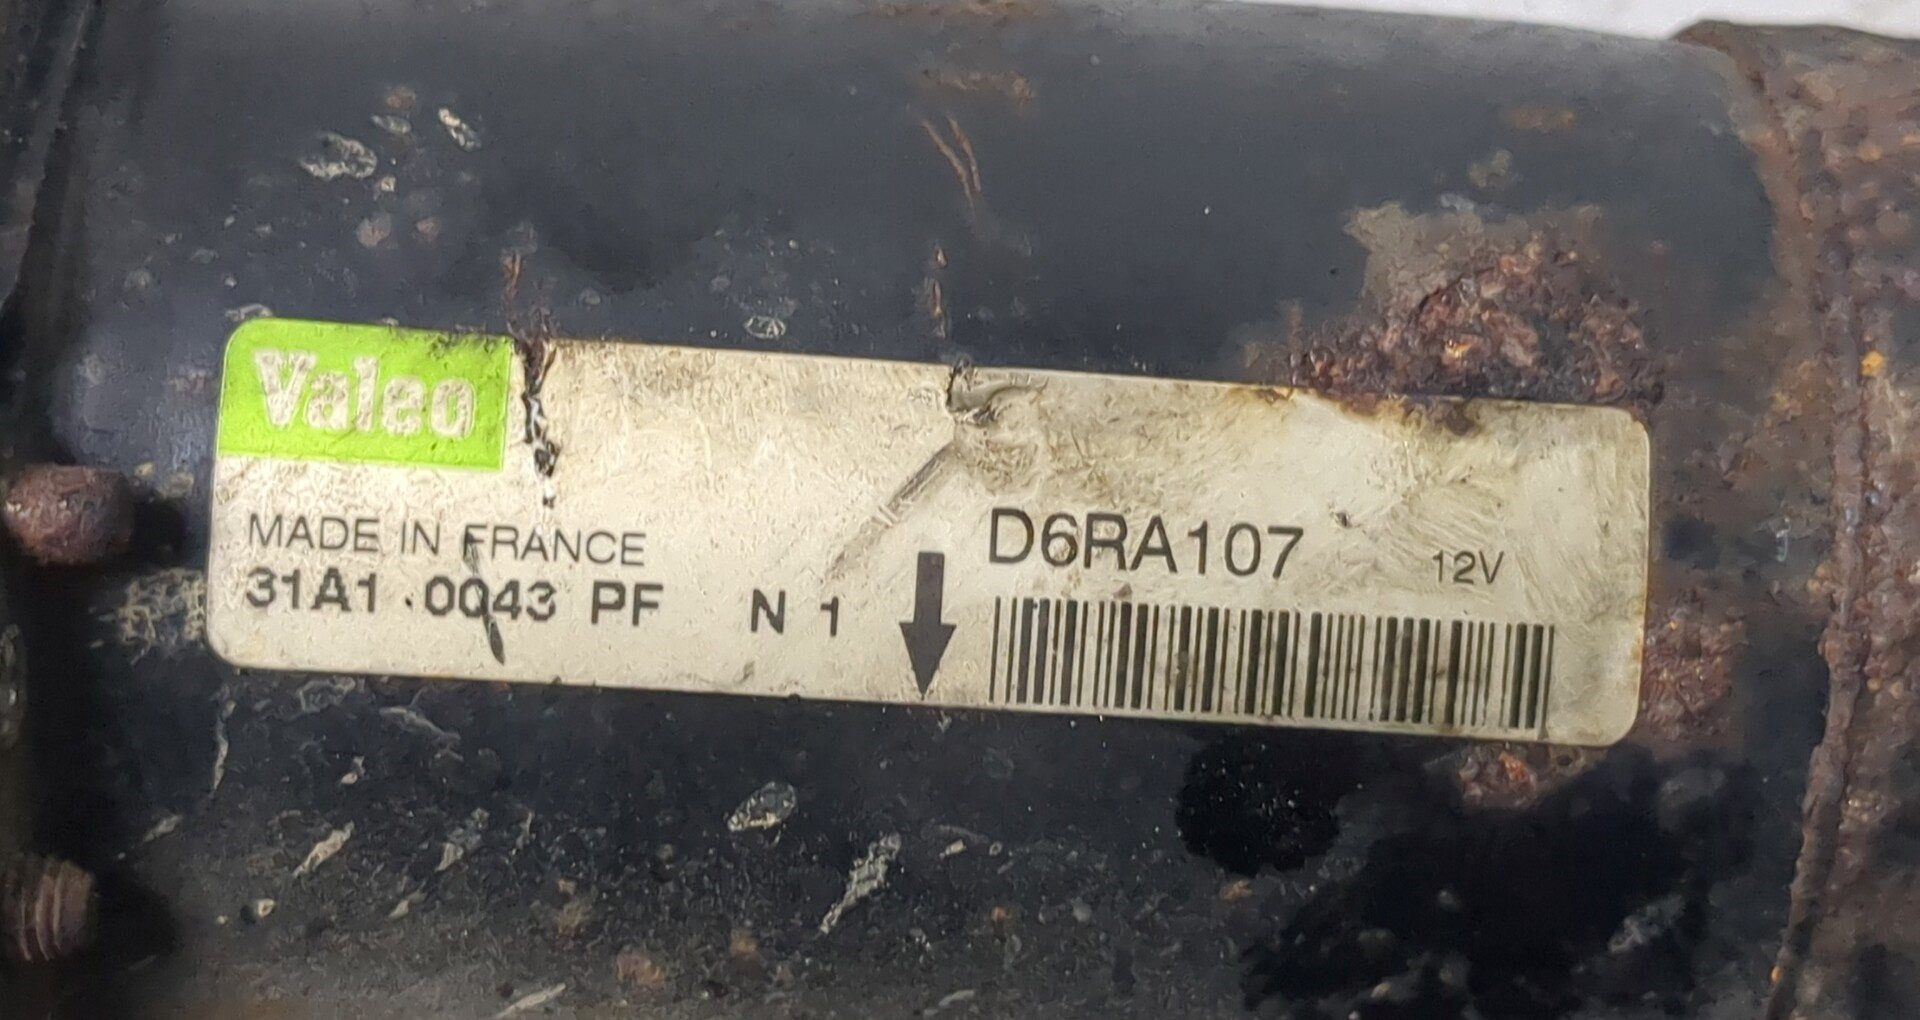 Valeo
MADE IN FRANCE
31A1 .0043 PF N 1
D6RA107 12V